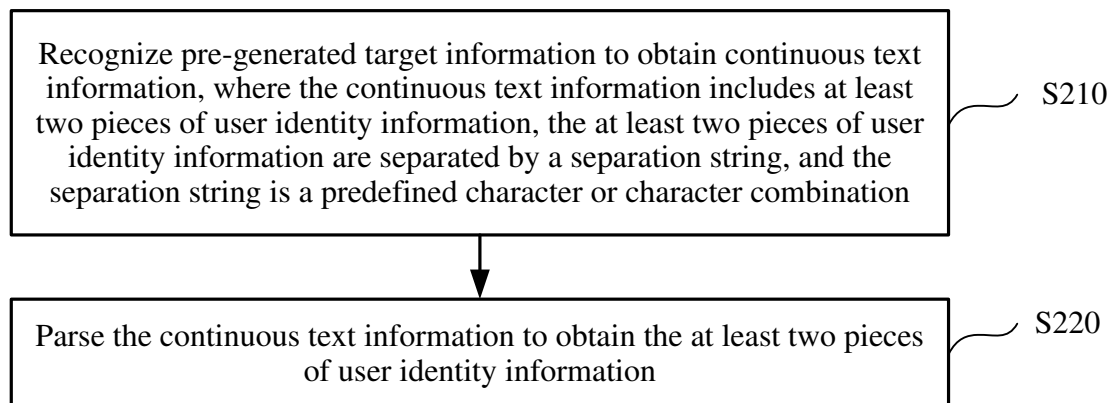 Recognize pre-generated target information to obtain continuous text
information, where the continuous text information includes at least
two pieces of user identity information, the at least two pieces of user
identity information are separated by a separation string, and the
separation string is a predefined character or character combination
S210
Parse the continuous text information to obtain the at least two pieces
of user identity information
S220